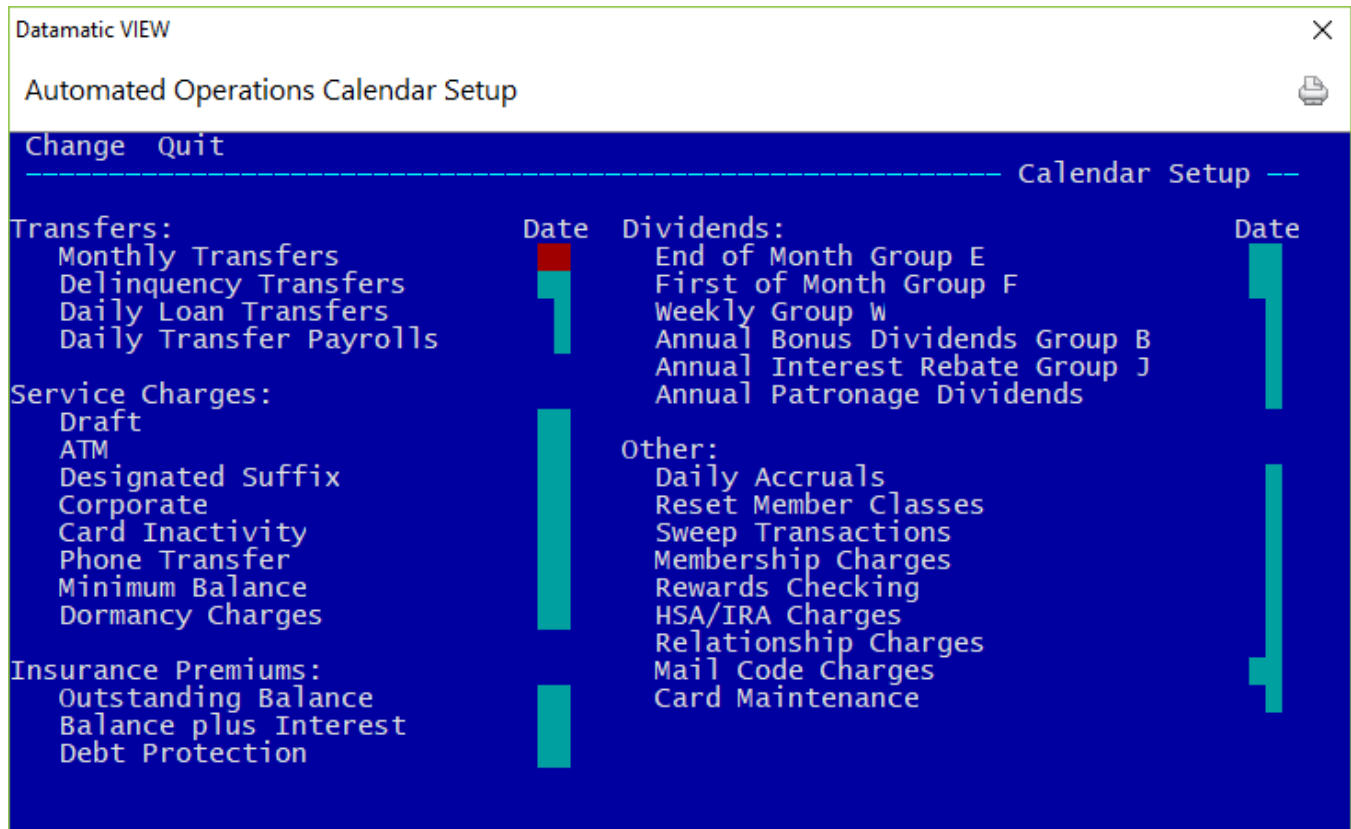 Datamatic VIEW
Automated Operations Calendar Setup
Change Quit
Calendar Setup
Transfers: Date
Monthly Transfers
Delinquency Transfers
Daily Loan Transfers
Daily Transfer Payrolls
Service Charges:
Draft
ATM
Designated Suffix
Corporate
Card Inactivity
Phone Transfer
Minimum Balance
Dormancy Charges
Insurance Premiums:
Outstanding Balance
Balance plus Interest
Debt Protection
Dividends: Date
End of Month Group E
First of Month Group F
Weekly Group W
Annual Bonus Dividends Group B
Annual Interest Rebate Group J
Annual Patronage Dividends
Other:
Daily Accruals
Reset Member Classes
Sweep Transactions
Membership Charges
Rewards Checking
HSA/IRA Charges
Relationship Charges
Mail Code Charges
Card Maintenance